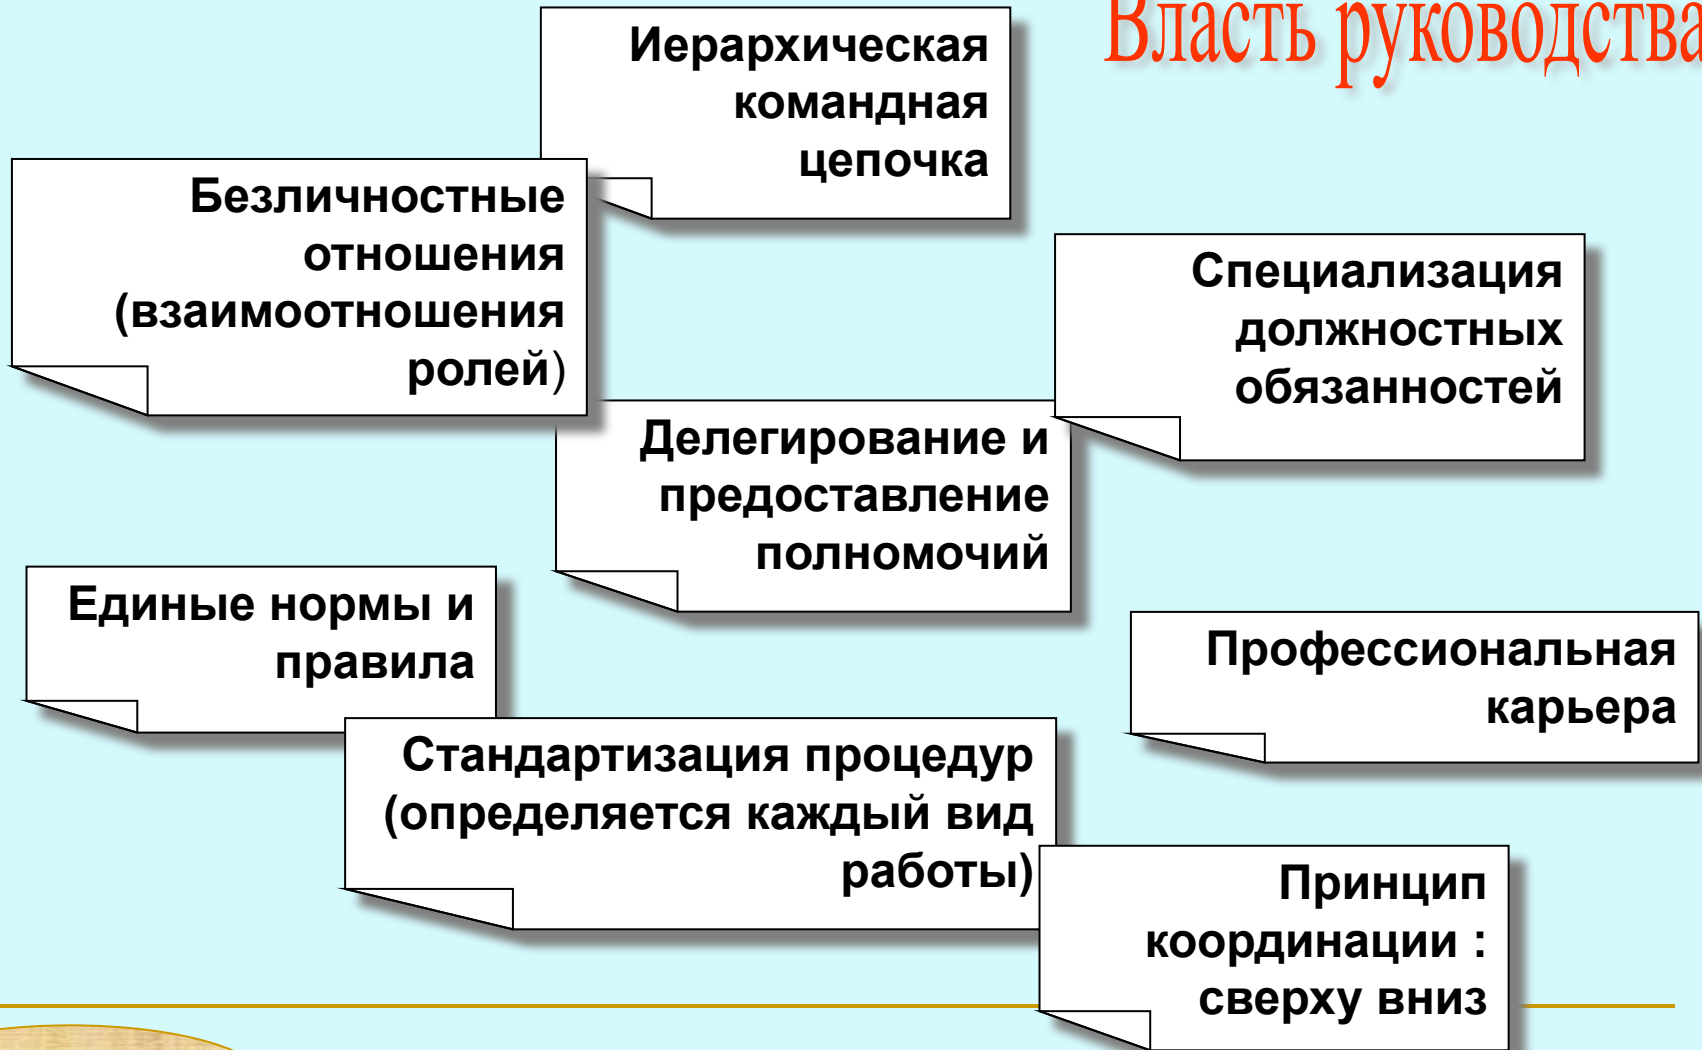 Власть руководства
Иерархическая
командная
цепочка
Безличностные
отношения
(взаимоотношения
ролей)
Специализация
должностных
обязанностей
Делегирование и
предоставление
полномочий
Единые нормы и
правила
Профессиональная
карьера
Стандартизация процедур
(определяется каждый вид
работы)
Принцип
координации :
сверху вниз